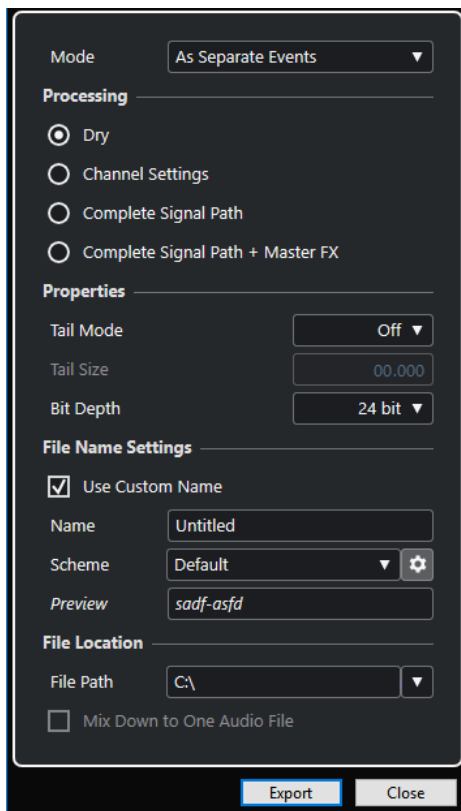 Mode As Separate Events
Processing
Dry
Channel Settings
Complete Signal Path
Complete Signal Path + Master FX
Properties
Tail Mode Off
Tail Size 00.000
Bit Depth 24 bit
File Name Settings
Use Custom Name
Name Untitled
Scheme Default
Preview sadf-asfd
File Location
File Path C:\
Mix Down to One Audio File
Export Close